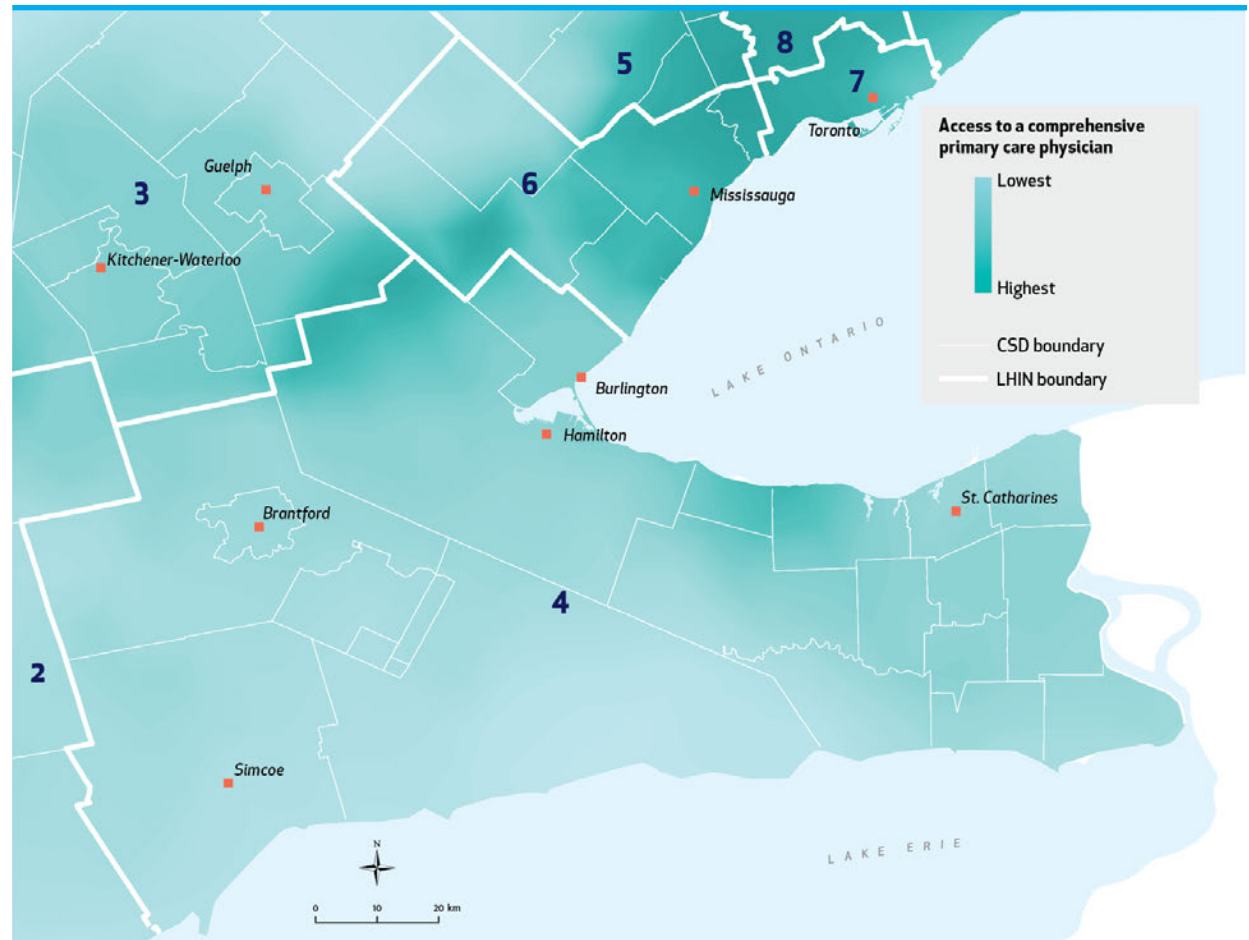 5
8
7
Toronto
Guelph
3
6
Mississauga
Kitchener-Waterloo
Access to a comprehensive
primary care physician
Lowest
Highest
CSD boundary
LHIN boundary
LAKE ONTARIO
Burlington
Hamilton
St. Catharines
Brantford
4
2
Simcoe
N
LAKE ERIE
0 10 20 km